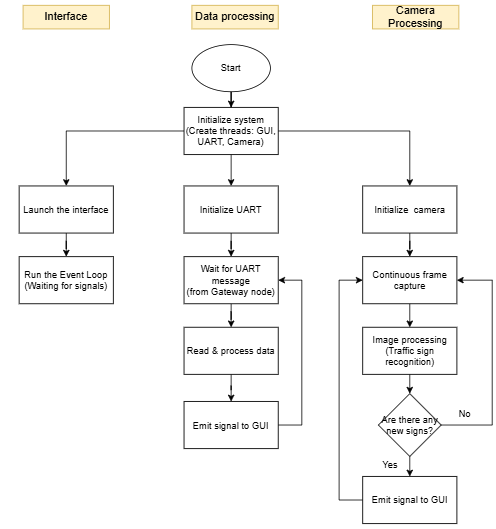 Interface
Data processing
Camera
Processing
Start
Initialize system
(Create threads: GUI,
UART, Camera)
Launch the interface
Initialize UART
Initialize camera
Run the Event Loop
(Waiting for signals)
Wait for UART
message
(from Gateway node)
Continuous frame
capture
Read & process data
Image processing
(Traffic sign
recognition)
Emit signal to GUI
Are there any
new signs?
No
Yes
Emit signal to GUI